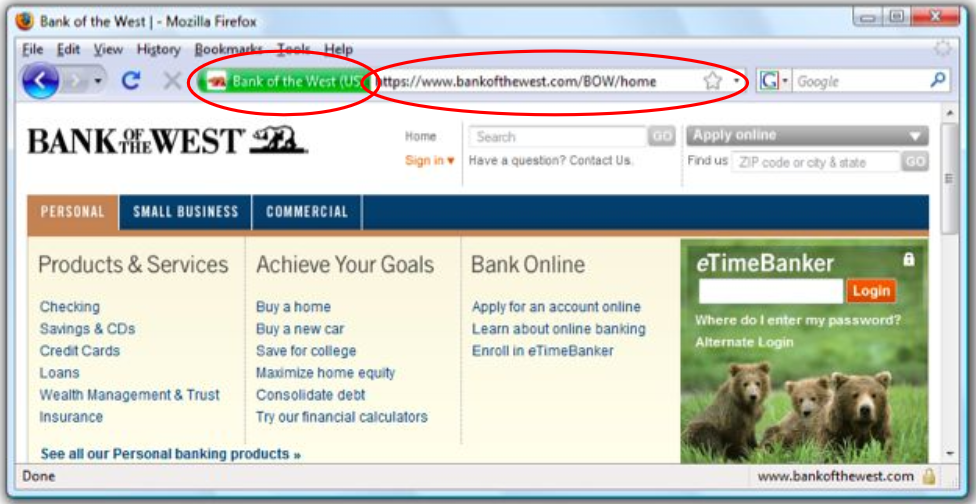 Bank of the West | - Mozilla Firefox
File Edit View History Bookmarks Tools Help
Bank of the West (US) https://www.bankofthewest.com/BOW/home Google
BANK OF THE WEST
Home Search GO Apply online
Sign in Have a question? Contact Us. Find us ZIP code or city & state GO
PERSONAL SMALL BUSINESS COMMERCIAL
Products & Services
Checking
Savings & CDs
Credit Cards
Loans
Wealth Management & Trust
Insurance
See all our Personal banking products »
Achieve Your Goals
Buy a home
Buy a new car
Save for college
Maximize home equity
Consolidate debt
Try our financial calculators
Bank Online
Apply for an account online
Learn about online banking
Enroll in eTimeBanker
eTimeBanker
Login
Where do I enter my password?
Alternate Login
Done www.bankofthewest.com